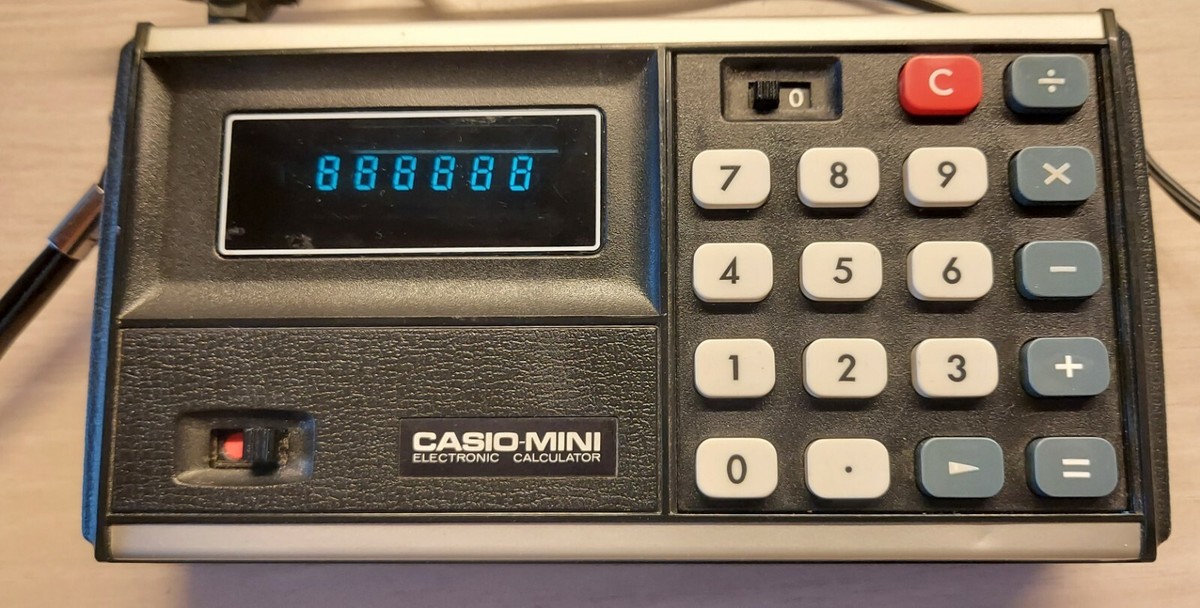 888888
0
C
÷
7 8 9 ×
4 5 6 −
1 2 3 +
0 . ► =
CASIO-MINI
ELECTRONIC CALCULATOR